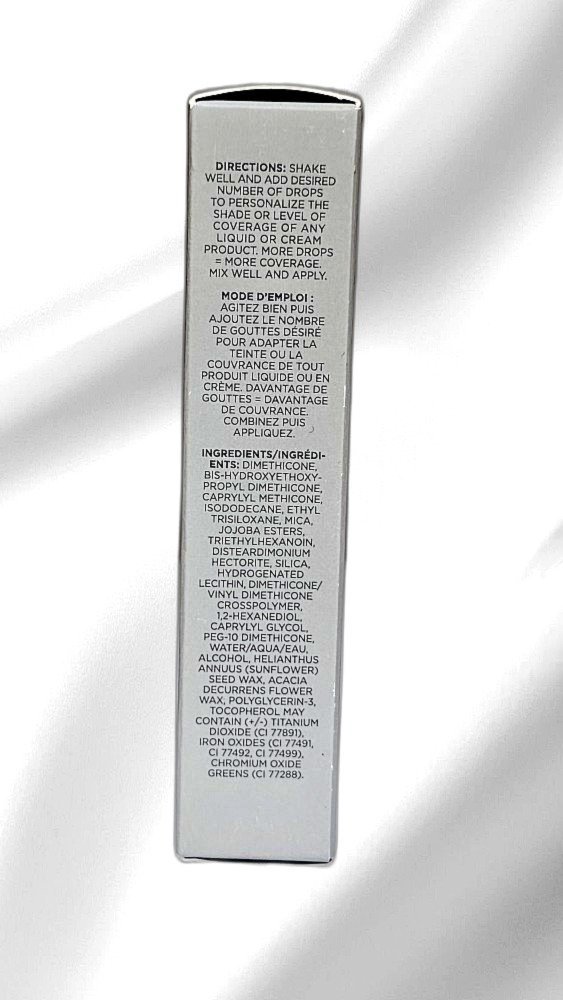 DIRECTIONS: SHAKE
WELL AND ADD DESIRED
NUMBER OF DROPS
TO PERSONALIZE THE
SHADE OR LEVEL OF
COVERAGE OF ANY
LIQUID OR CREAM
PRODUCT. MORE DROPS
= MORE COVERAGE.
MIX WELL AND APPLY.
MODE D'EMPLOI :
AGITEZ BIEN PUIS
AJOUTEZ LE NOMBRE
DE GOUTTES DÉSIRÉ
POUR ADAPTER LA
TEINTE OU LA
COUVRANCE DE TOUT
PRODUIT LIQUIDE OU EN
CRÈME. DAVANTAGE DE
GOUTTES = DAVANTAGE
DE COUVRANCE.
COMBINEZ PUIS
APPLIQUEZ.
INGREDIENTS/INGRÉDI-
ENTS: DIMETHICONE,
BIS-HYDROXYETHOXY-
PROPYL DIMETHICONE,
CAPRYLYL METHICONE,
ISODODECANE, ETHYL
TRISILOXANE, MICA,
JOJOBA ESTERS,
TRIETHYLHEXANOIN,
DISTEARDIMONIUM
HECTORITE, SILICA,
HYDROGENATED
LECITHIN, DIMETHICONE/
VINYL DIMETHICONE
CROSSPOLYMER,
1,2-HEXANEDIOL,
CAPRYLYL GLYCOL,
PEG-10 DIMETHICONE,
WATER/AQUA/EAU,
ALCOHOL, HELIANTHUS
ANNUUS (SUNFLOWER)
SEED WAX, ACACIA
DECURRENS FLOWER
WAX, POLYGLYCERIN-3,
TOCOPHEROL MAY
CONTAIN (+/-) TITANIUM
DIOXIDE (CI 77891),
IRON OXIDES (CI 77491,
CI 77492, CI 77499),
CHROMIUM OXIDE
GREENS (CI 77288).